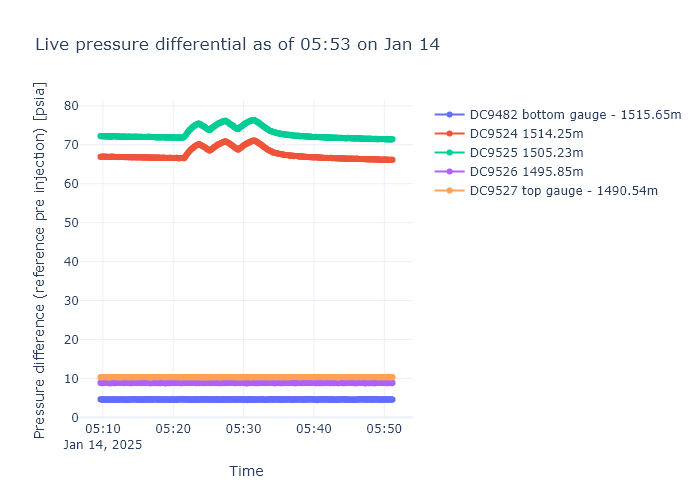 Live pressure differential as of 05:53 on Jan 14
Pressure difference (reference pre injection) [psia]
80
70
60
50
40
30
20
10
0
05:10
Jan 14, 2025
05:20
05:30
05:40
05:50
Time
DC9482 bottom gauge - 1515.65m
DC9524 1514.25m
DC9525 1505.23m
DC9526 1495.85m
DC9527 top gauge - 1490.54m